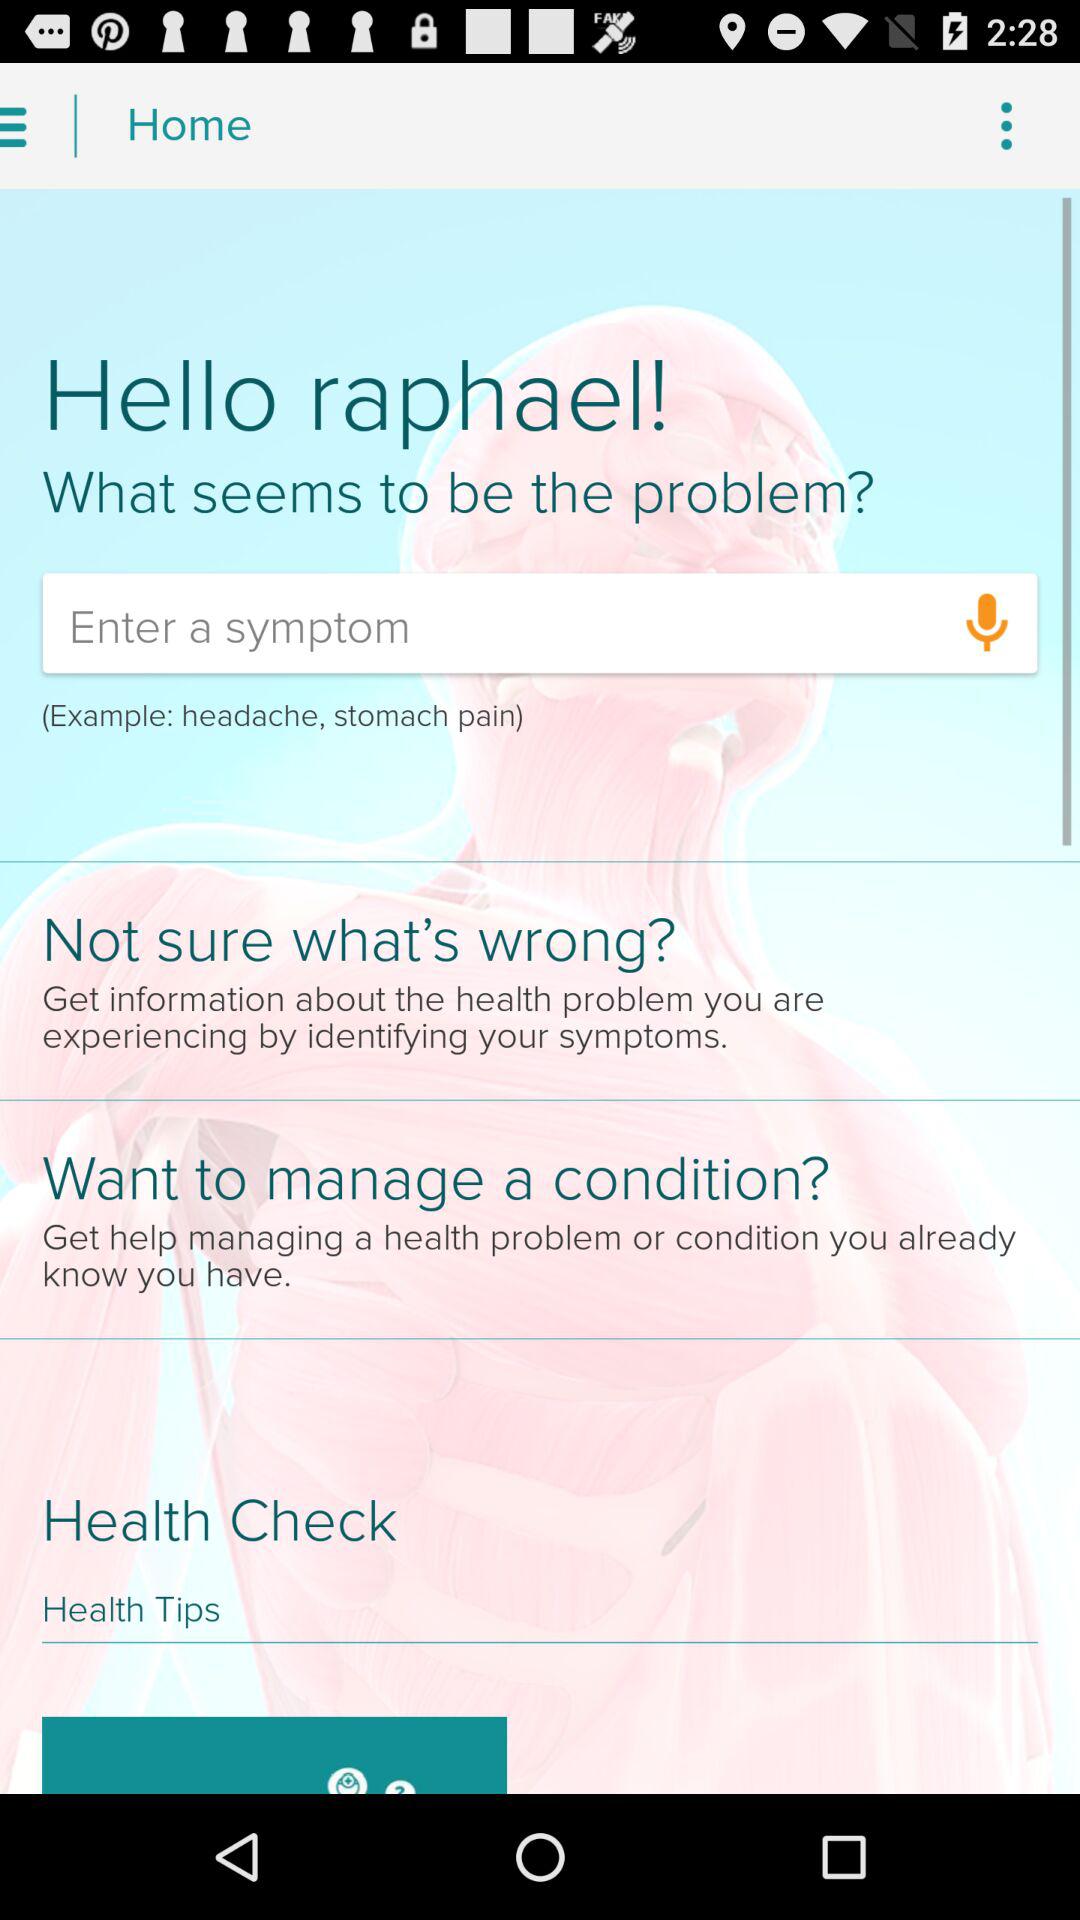 FAK
2:28
Home
Hello raphael!
What seems to be the problem?
Enter a symptom
(Example: headache, stomach pain)
Not sure what’s wrong?
Get information about the health problem you are
experiencing by identifying your symptoms.
Want to manage a condition?
Get help managing a health problem or condition you already
know you have.
Health Check
Health Tips
?